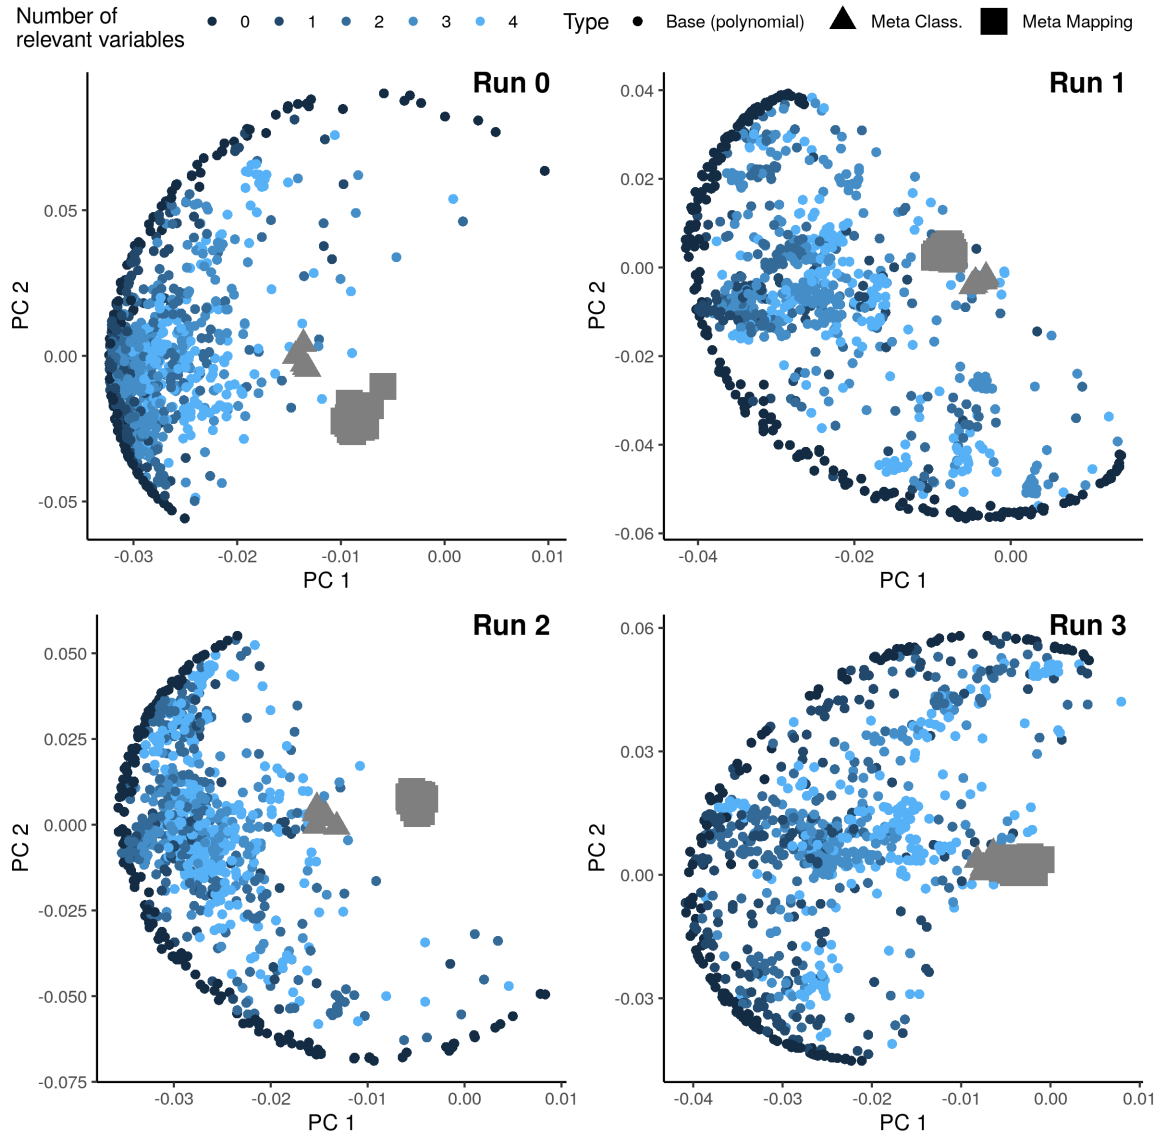 Number of
relevant variables
0 1 2 3 4
Type
Base (polynomial)
Meta Class.
Meta Mapping
Run 0
0.05
0.00
-0.05
PC 2
-0.03 -0.02 -0.01 0.00 0.01
PC 1
Run 1
0.04
0.02
0.00
-0.02
-0.04
-0.06
PC 2
-0.04 -0.02 0.00
PC 1
Run 2
0.050
0.025
0.000
-0.025
-0.050
-0.075
PC 2
-0.03 -0.02 -0.01 0.00 0.01
PC 1
Run 3
0.06
0.03
0.00
-0.03
PC 2
-0.04 -0.03 -0.02 -0.01 0.00 0.01
PC 1